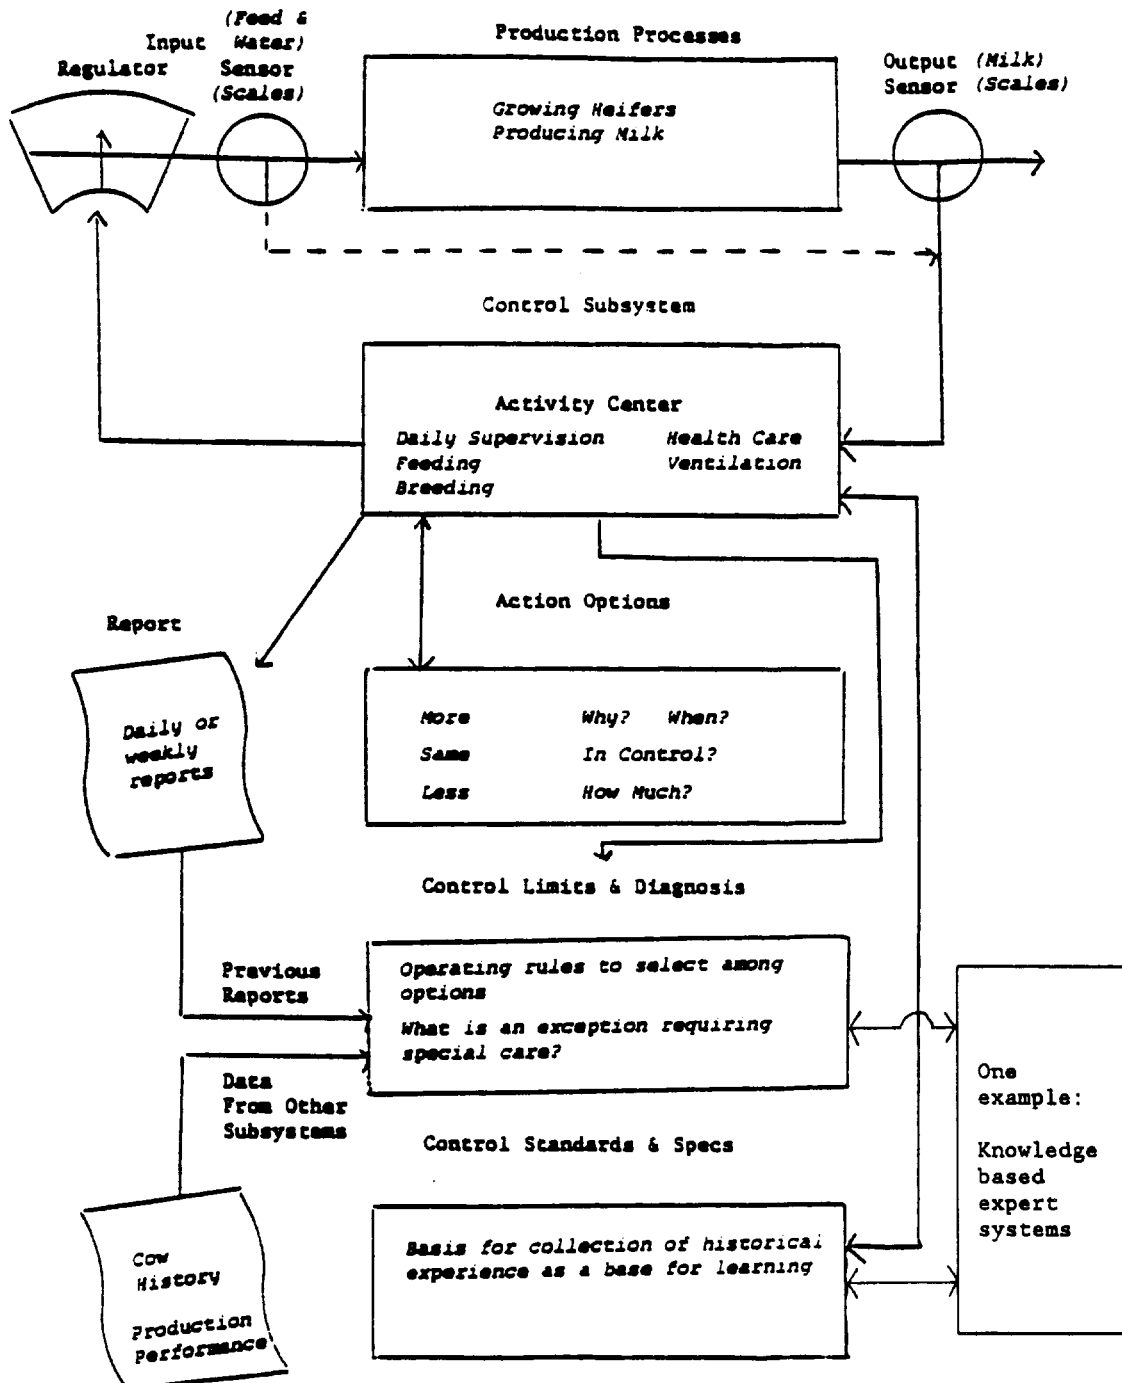 (Feed &
Input Water)
Regulator Sensor
(Scales)
Production Processes
Output (Milk)
Sensor (Scales)
Growing Heifers
Producing Milk
Control Subsystem
Activity Center
Daily Supervision Health Care
Feeding Ventilation
Breeding
Action Options
Report
Daily or
weekly
reports
More Why? When?
Same In Control?
Less How Much?
Control Limits & Diagnosis
Previous
Reports
Operating rules to select among
options
What is an exception requiring
special care?
Data
From Other
Subsystems
Control Standards & Specs
One
example:
Knowledge
based
expert
systems
Cow
History
Production
Performance
Basis for collection of historical
experience as a base for learning